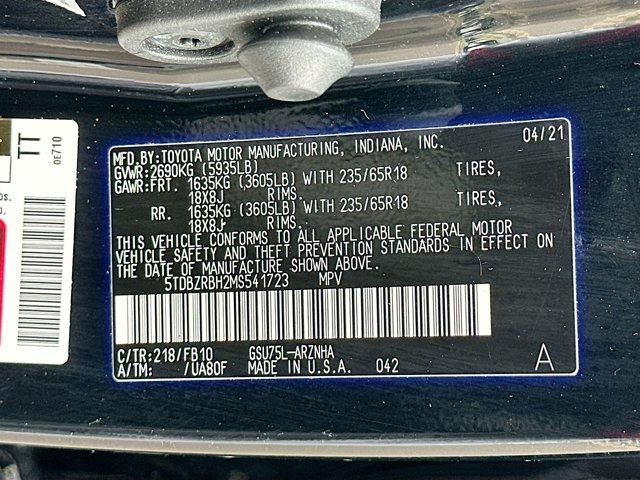 MFD.BY:TOYOTA MOTOR MANUFACTURING, INDIANA, INC. 04/21
GVWR:2690KG (5935LB)
GAWR:FRT. 1635KG (3605LB) WITH 235/65R18 TIRES,
18X8J RIMS.
RR. 1635KG (3605LB) WITH 235/65R18 TIRES,
18X8J RIMS.
THIS VEHICLE CONFORMS TO ALL APPLICABLE FEDERAL MOTOR
VEHICLE SAFETY AND THEFT PREVENTION STANDARDS IN EFFECT ON
THE DATE OF MANUFACTURE SHOWN ABOVE.
5TDBZRBH2MS541723 MPV
C/TR:218/FB10 GSU75L-ARZNHA
A/TM: /UA80F MADE IN U.S.A. 042 A
TT
0E710